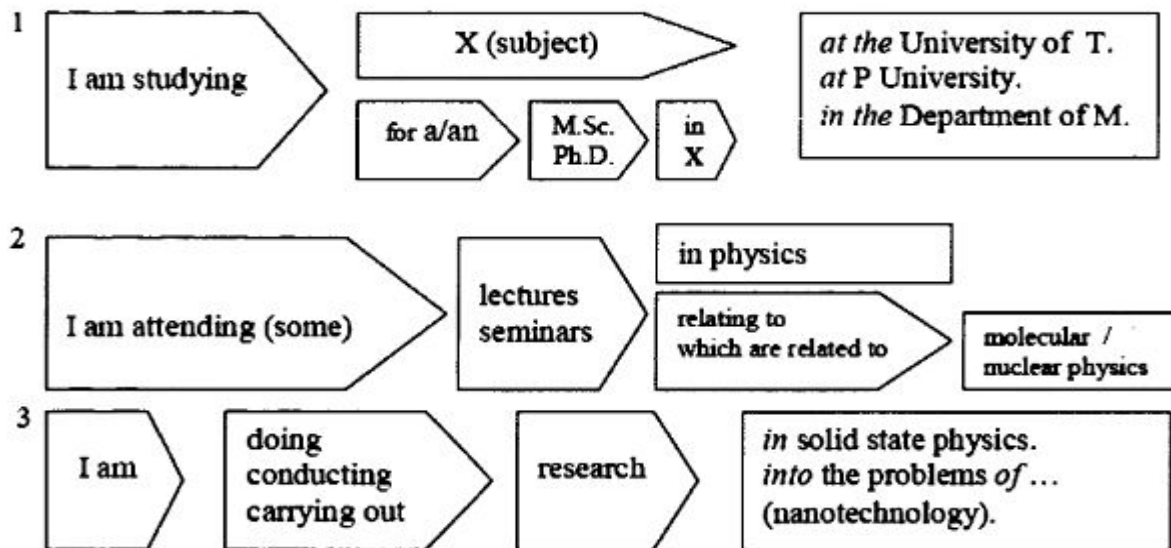 1
I am studying
X (subject)
for a/an
M.Sc.
Ph.D.
in
X
at the University of T.
at P University.
in the Department of M.
2
I am attending (some)
lectures
seminars
in physics
relating to
which are related to
molecular /
nuclear physics
3
I am
doing
conducting
carrying out
research
in solid state physics.
into the problems of …
(nanotechnology).